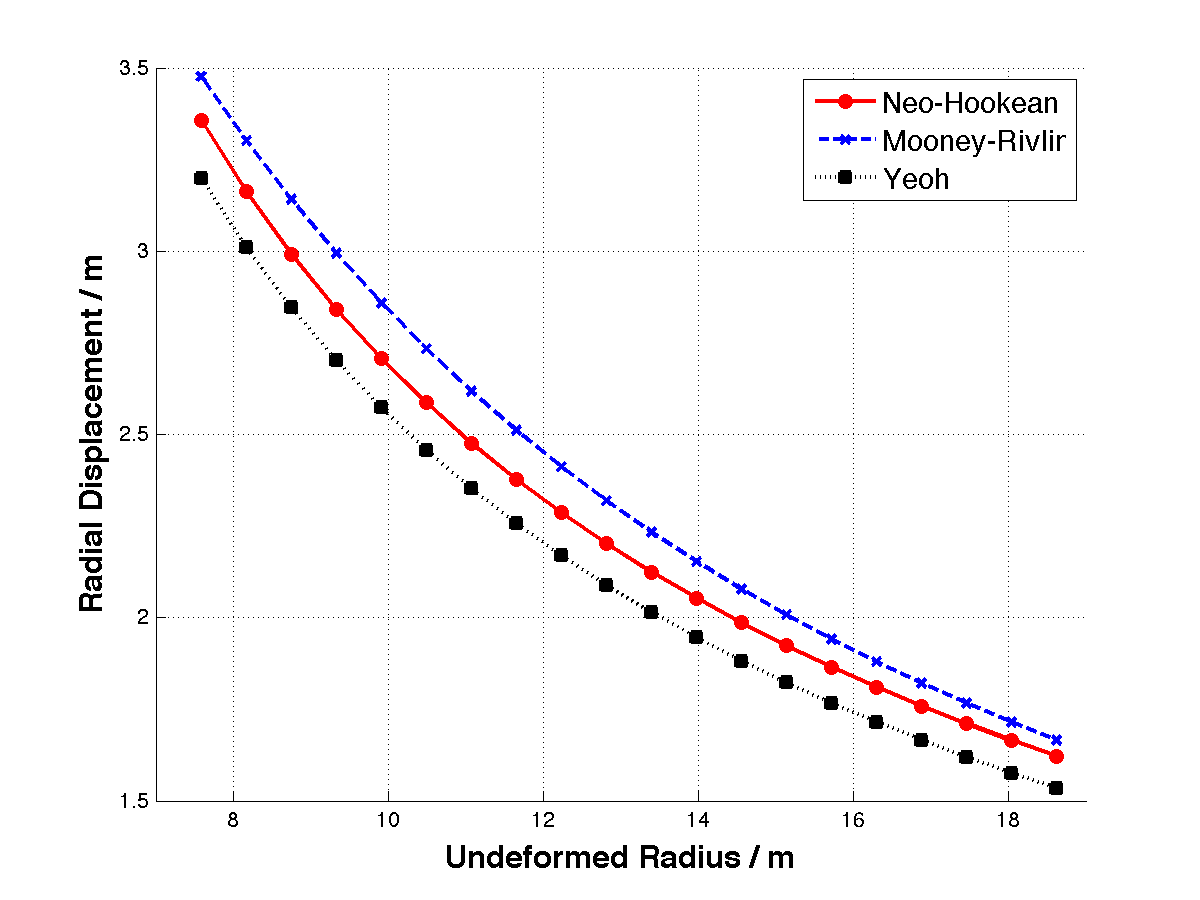 3.5
3
2.5
2
1.5
8
10
12
14
16
18
Radial Displacement / m
Undeformed Radius / m
Neo-Hookean
Mooney-Rivlir
Yeoh